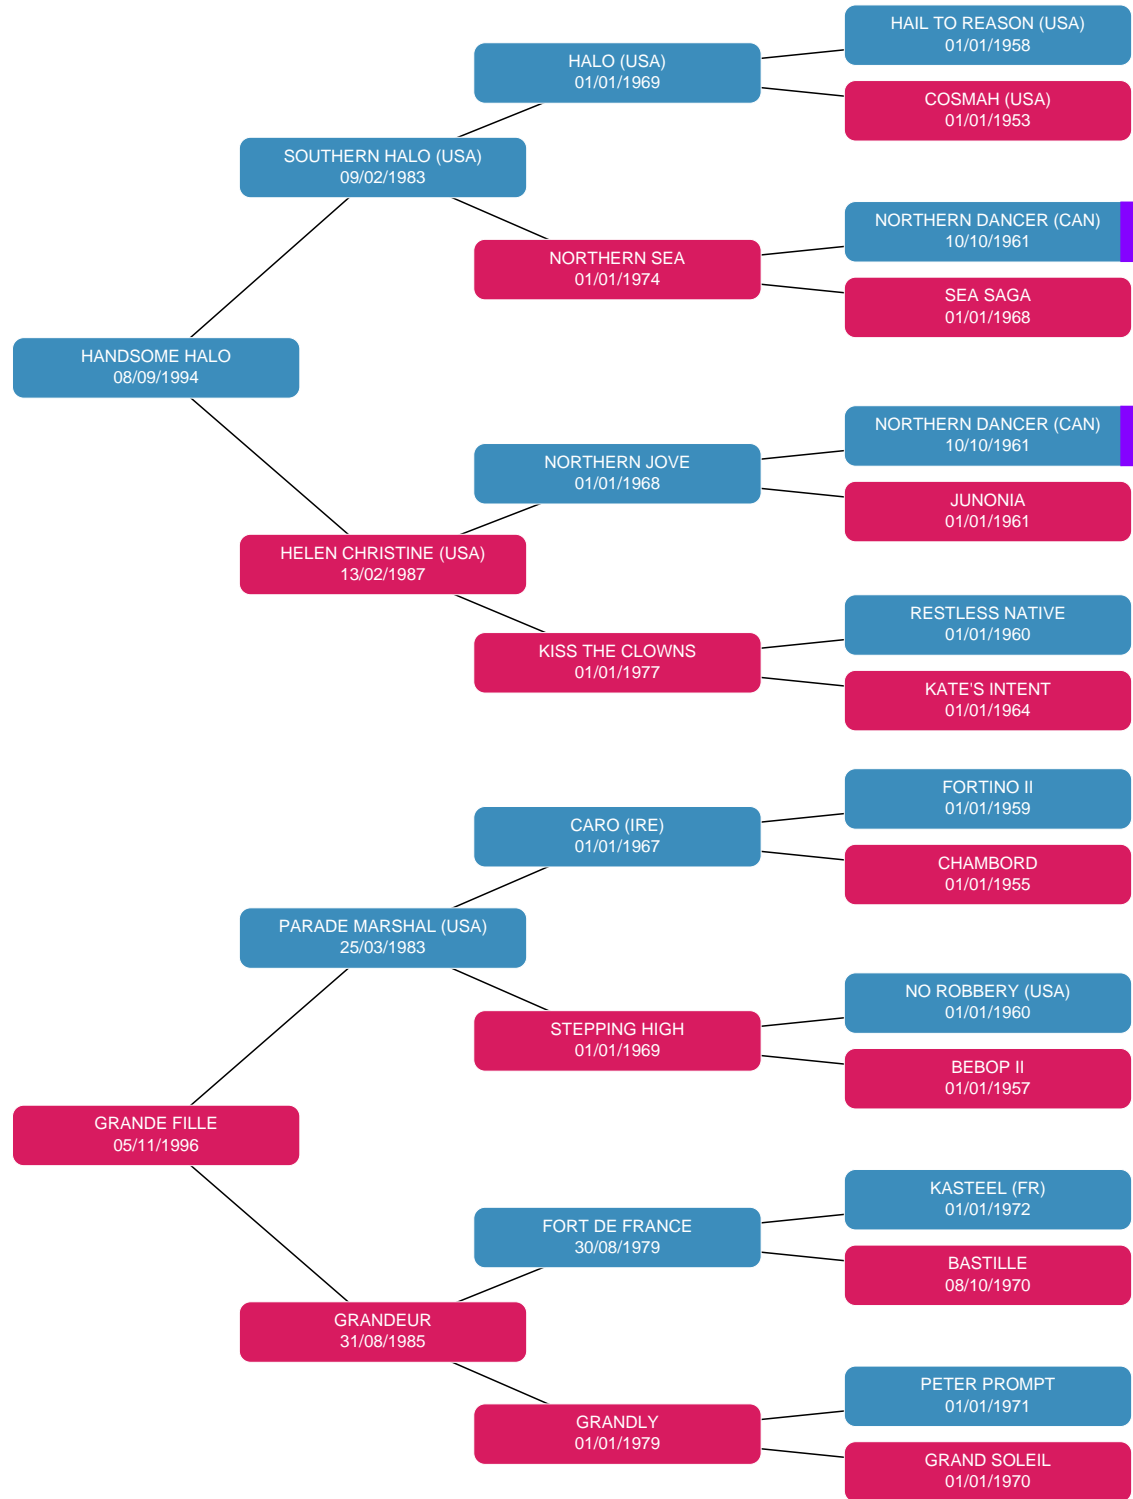 HAIL TO REASON (USA)
01/01/1958
HALO (USA)
01/01/1969
COSMAH (USA)
01/01/1953
SOUTHERN HALO (USA)
09/02/1983
NORTHERN DANCER (CAN)
10/10/1961
NORTHERN SEA
01/01/1974
SEA SAGA
01/01/1968
HANDSOME HALO
08/09/1994
NORTHERN DANCER (CAN)
10/10/1961
NORTHERN JOVE
01/01/1968
JUNONIA
01/01/1961
HELEN CHRISTINE (USA)
13/02/1987
RESTLESS NATIVE
01/01/1960
KISS THE CLOWNS
01/01/1977
KATE'S INTENT
01/01/1964
FORTINO II
01/01/1959
CARO (IRE)
01/01/1967
CHAMBORD
01/01/1955
PARADE MARSHAL (USA)
25/03/1983
NO ROBBERY (USA)
01/01/1960
STEPPING HIGH
01/01/1969
BEBOP II
01/01/1957
GRANDE FILLE
05/11/1996
KASTEEL (FR)
01/01/1972
FORT DE FRANCE
30/08/1979
BASTILLE
08/10/1970
GRANDEUR
31/08/1985
PETER PROMPT
01/01/1971
GRANDLY
01/01/1979
GRAND SOLEIL
01/01/1970